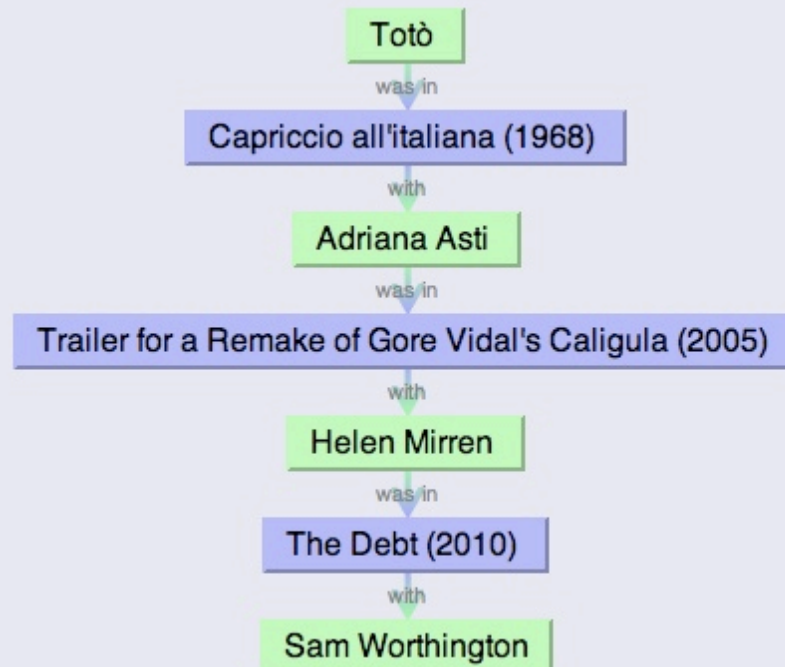 Totò
was in
Capriccio all'italiana (1968)
with
Adriana Asti
was in
Trailer for a Remake of Gore Vidal's Caligula (2005)
with
Helen Mirren
was in
The Debt (2010)
with
Sam Worthington